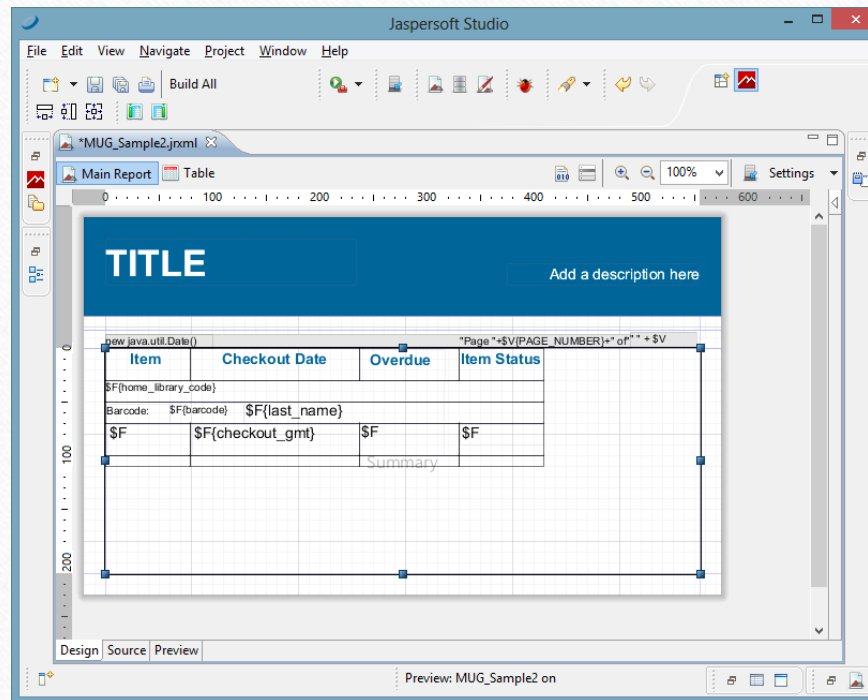 Jaspersoft Studio
File Edit View Navigate Project Window Help
Build All
*MUG_Sample2.jrxml
Main Report Table 010 100% Settings
0 100 200 300 400 500 600
TITLE
Add a description here
new java.util.Date() "Page "+$V{PAGE_NUMBER}+" of" " " + $V
0
Item Checkout Date Overdue Item Status
$F{home_library_code}
Barcode: $F{barcode} $F{last_name}
$F $F{checkout_gmt} $F $F
100
Summary
200
Design Source Preview
Preview: MUG_Sample2 on